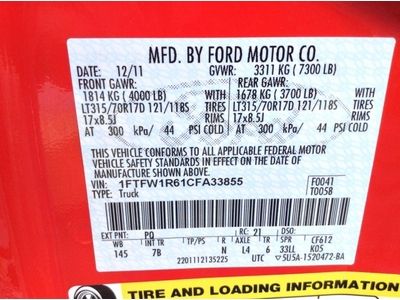 MFD. BY FORD MOTOR CO.
12/11 GVWR: 3311 KG ( 7300 LB)
FRONT GAWR: REAR GAWR:
1814 KG ( 4000 LB) 1678 KG ( 3700 LB)
LT315/70R17D 121/118S TIRES LT315/70R17D 121/118S
17x8.5J RIMS 17x8.5J RIMS
AT 300 kPa/ 44 PSI COLD AT 300 kPa/ 44 PSI COLD
THIS VEHICLE CONFORMS TO ALL APPLICABLE FEDERAL MOTOR
VEHICLE SAFETY AND THEFT PREVENTION STANDARDS IN EFFECT ON THE DATE OF
MANUFACTURE SHOWN ABOVE.
VIN: 1FTFW1R61CFA33855 F0041
TYPE: Truck T0058
EXT PNT: PQ RC: 21
WB INT TR TP/PS R AXLE TR SPR CF612
145 7B N L4 6 33LL K05
2201112135225 UTC 5U5A-1520472-BA
TIRE AND LOADING INFORMATION